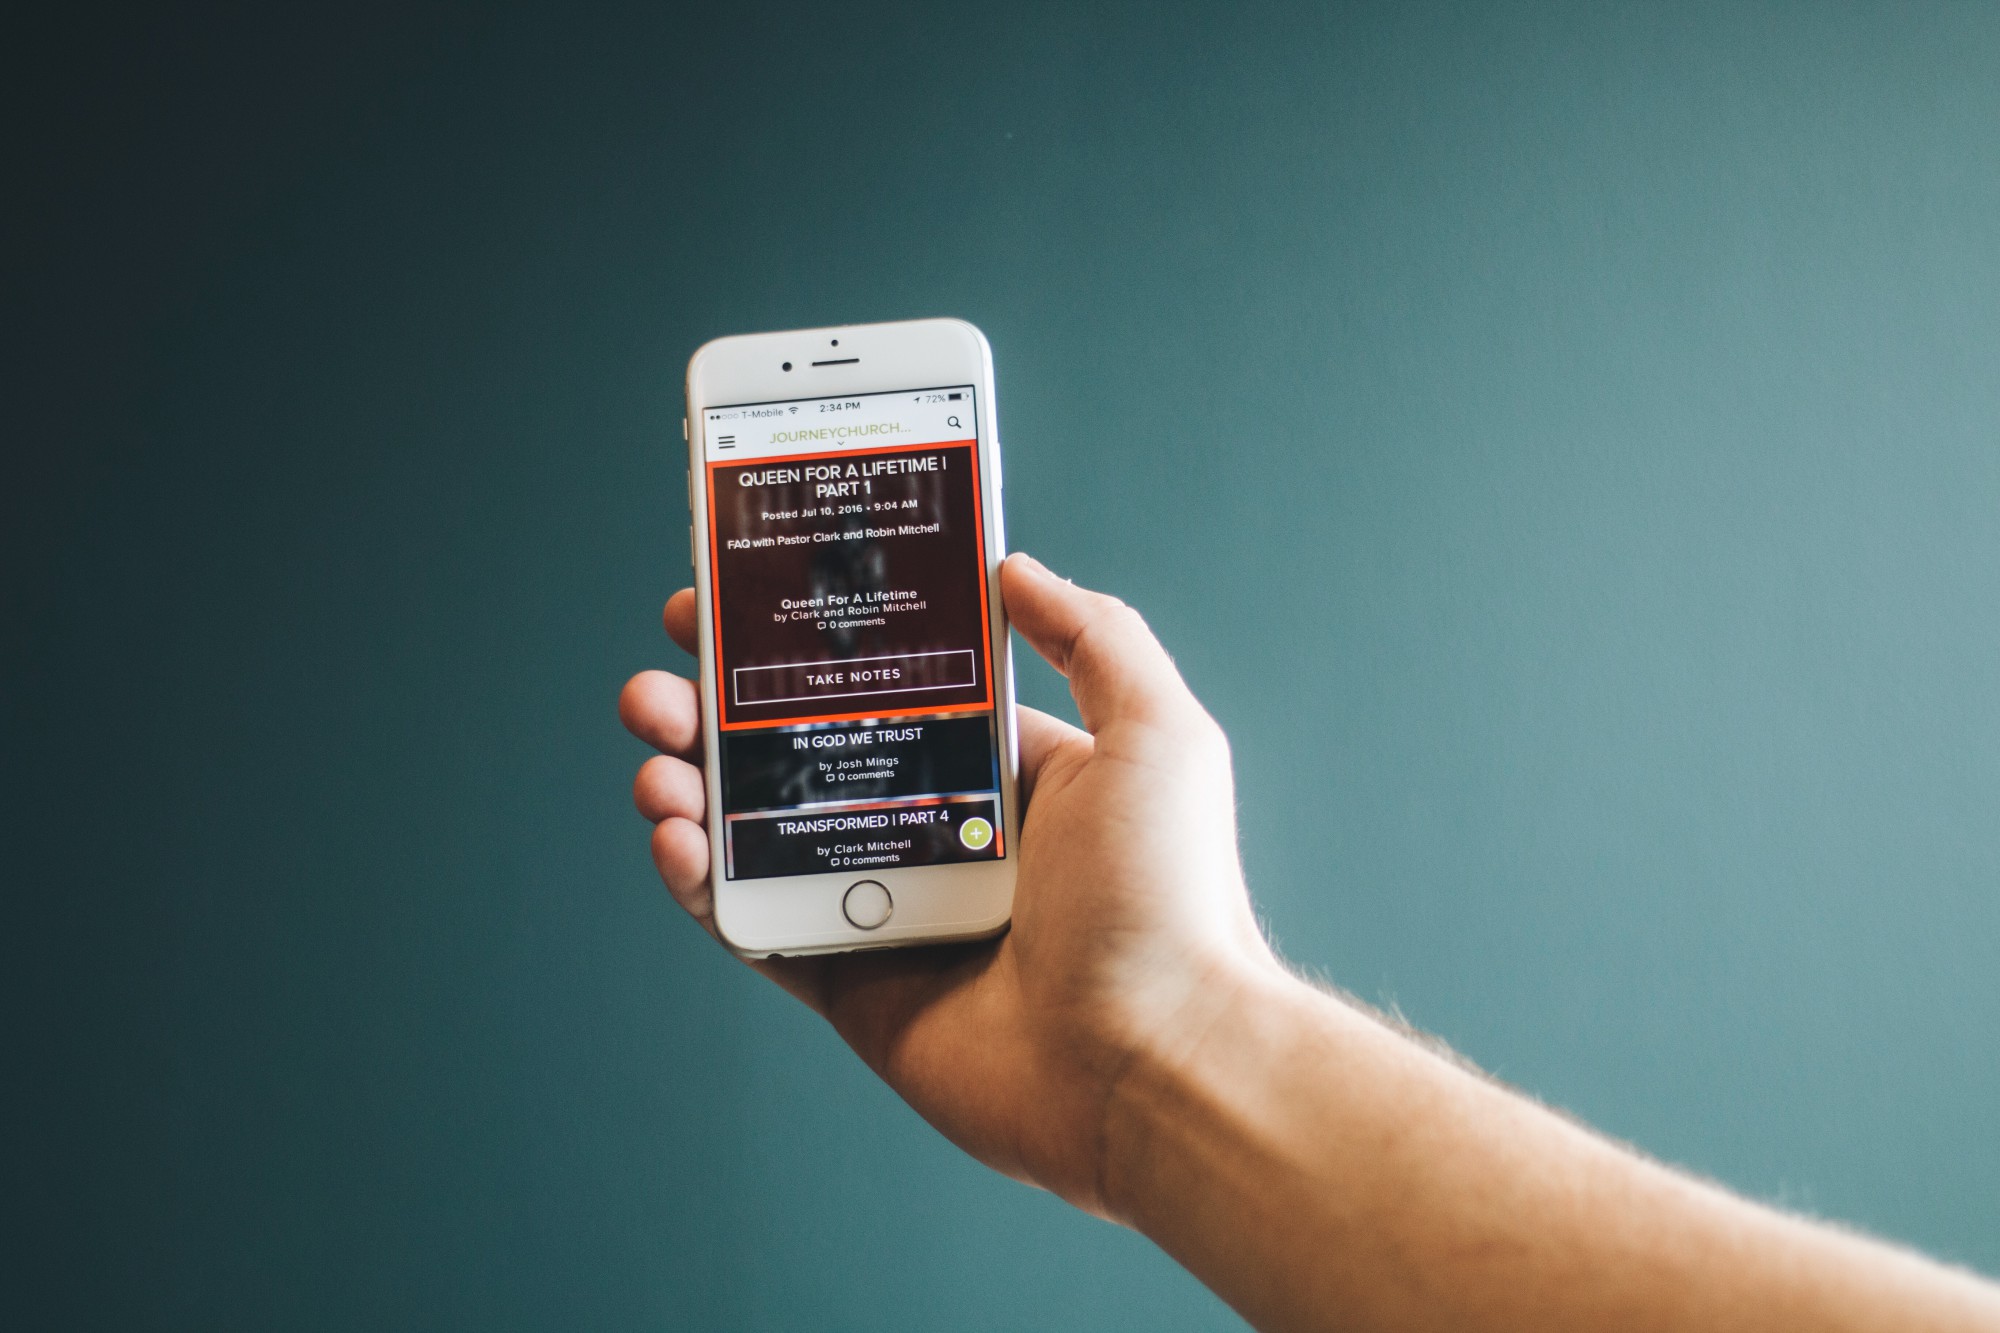 T-Mobile 2:34 PM 72%
JOURNEYCHURCH...
QUEEN FOR A LIFETIME |
PART 1
Posted Jul 10, 2016 • 9:04 AM
FAQ with Pastor Clark and Robin Mitchell
Queen For A Lifetime
by Clark and Robin Mitchell
0 comments
TAKE NOTES
IN GOD WE TRUST
by Josh Mings
0 comments
TRANSFORMED | PART 4
+
by Clark Mitchell
0 comments